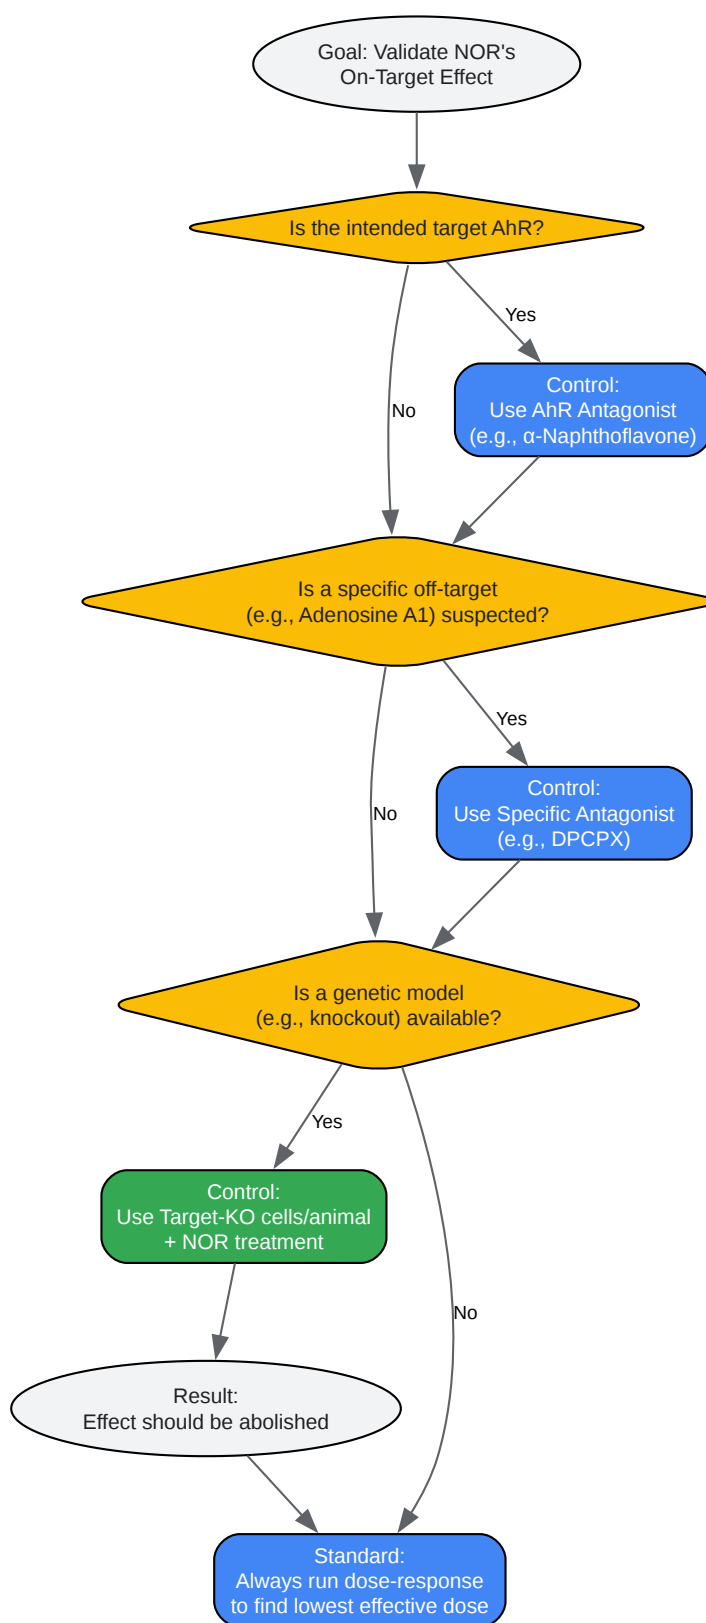 Goal: Validate NOR's
On-Target Effect
Is the intended target AhR?
Yes
Control:
Use AhR Antagonist
(e.g., α-Naphthoflavone)
No
Is a specific off-target
(e.g., Adenosine A1) suspected?
Yes
Control:
Use Specific Antagonist
(e.g., DPCPX)
No
Is a genetic model
(e.g., knockout) available?
Yes
Control:
Use Target-KO cells/animal
+ NOR treatment
No
Result:
Effect should be abolished
Standard:
Always run dose-response
to find lowest effective dose